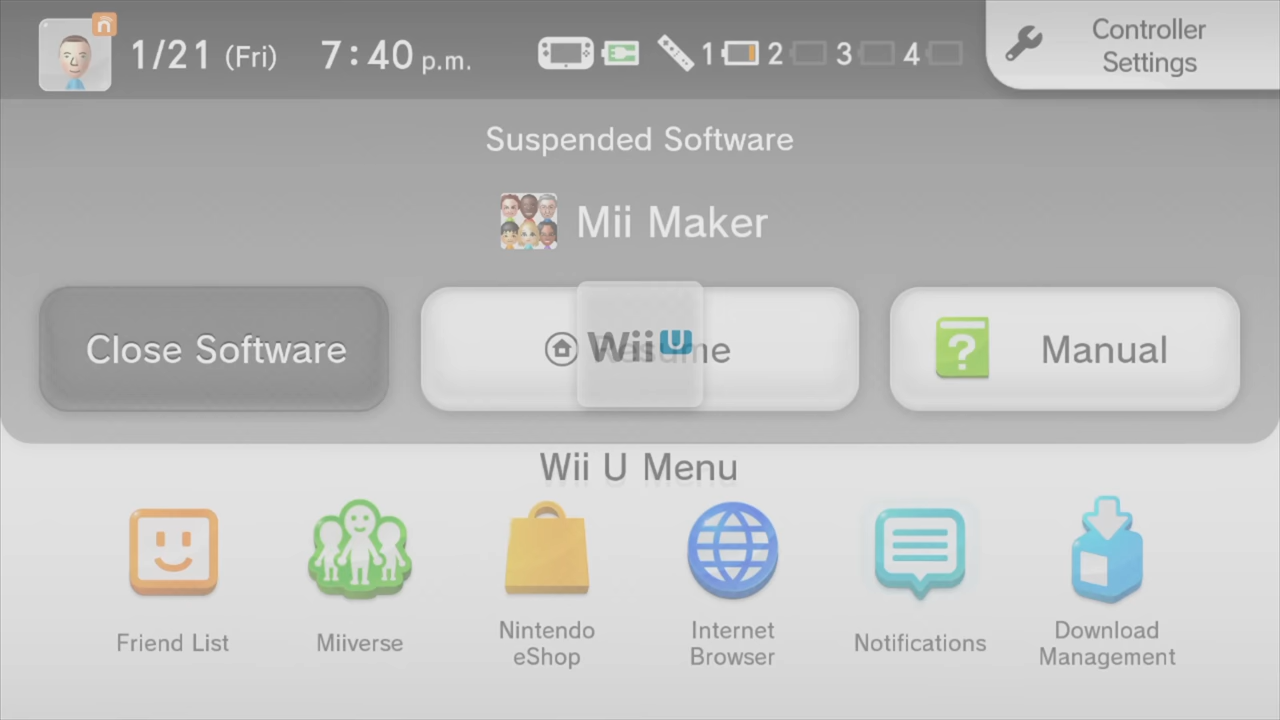 1/21 (Fri) 7:40 p.m. 1 2 3 4
Controller
Settings
Suspended Software
Mii Maker
Close Software
Resume
Wii U
Manual
Wii U Menu
Friend List
Miiverse
Nintendo
eShop
Internet
Browser
Notifications
Download
Management